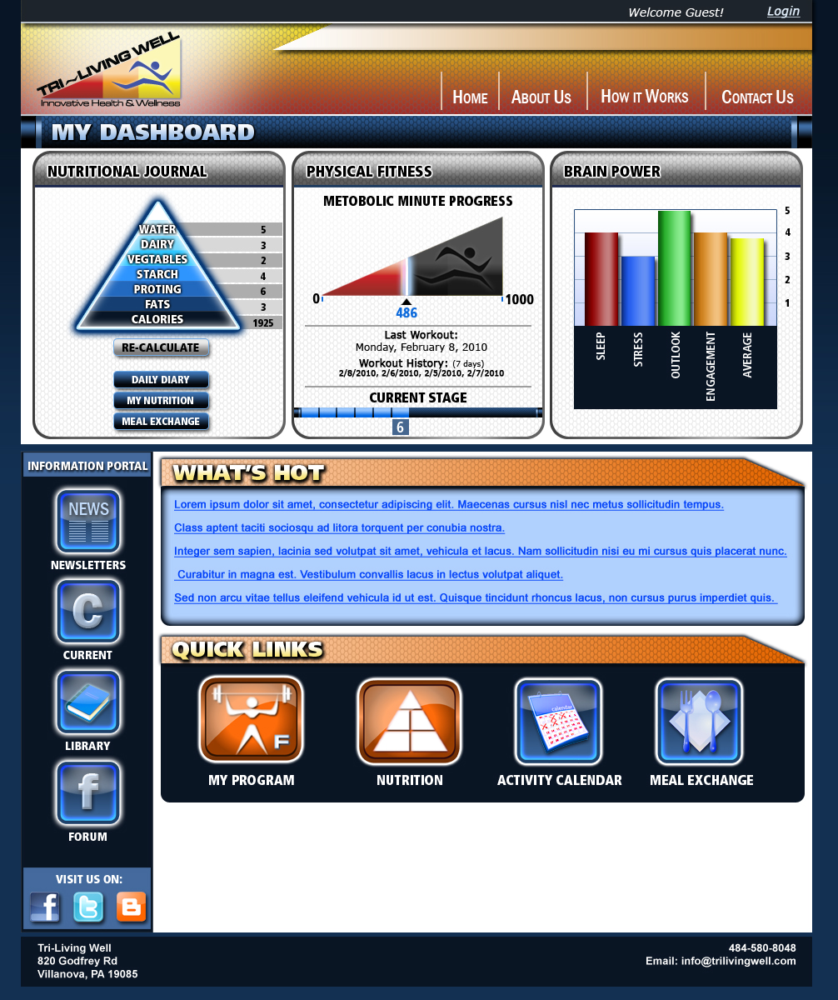 Welcome Guest! Login
TRI~LIVING WELL
Innovative Health & Wellness
HOME ABOUT US HOW IT WORKS CONTACT US
MY DASHBOARD
NUTRITIONAL JOURNAL
WATER 5
DAIRY 3
VEGTABLES 2
STARCH 4
PROTING 6
FATS 3
CALORIES 1925
RE-CALCULATE
DAILY DIARY
MY NUTRITION
MEAL EXCHANGE
PHYSICAL FITNESS
METOBOLIC MINUTE PROGRESS
0 1000
486
Last Workout:
Monday, February 8, 2010
Workout History: (7 days)
2/8/2010, 2/6/2010, 2/5/2010, 2/7/2010
CURRENT STAGE
6
BRAIN POWER
5
4
3
2
1
SLEEP
STRESS
OUTLOOK
ENGAGEMENT
AVERAGE
INFORMATION PORTAL
NEWS
NEWSLETTERS
C
CURRENT
LIBRARY
f
FORUM
VISIT US ON:
f t B
WHAT'S HOT
Lorem ipsum dolor sit amet, consectetur adipiscing elit. Maecenas cursus nisl nec metus sollicitudin tempus.
Class aptent taciti sociosqu ad litora torquent per conubia nostra.
Integer sem sapien, lacinia sed volutpat sit amet, vehicula et lacus. Nam sollicitudin nisi eu mi cursus quis placerat nunc.
Curabitur in magna est. Vestibulum convallis lacus in lectus volutpat aliquet.
Sed non arcu vitae tellus eleifend vehicula id ut est. Quisque tincidunt rhoncus lacus, non cursus purus imperdiet quis.
QUICK LINKS
F
calendar
MY PROGRAM NUTRITION ACTIVITY CALENDAR MEAL EXCHANGE
Tri-Living Well
820 Godfrey Rd
Villanova, PA 19085
484-580-8048
Email: info@trilivingwell.com